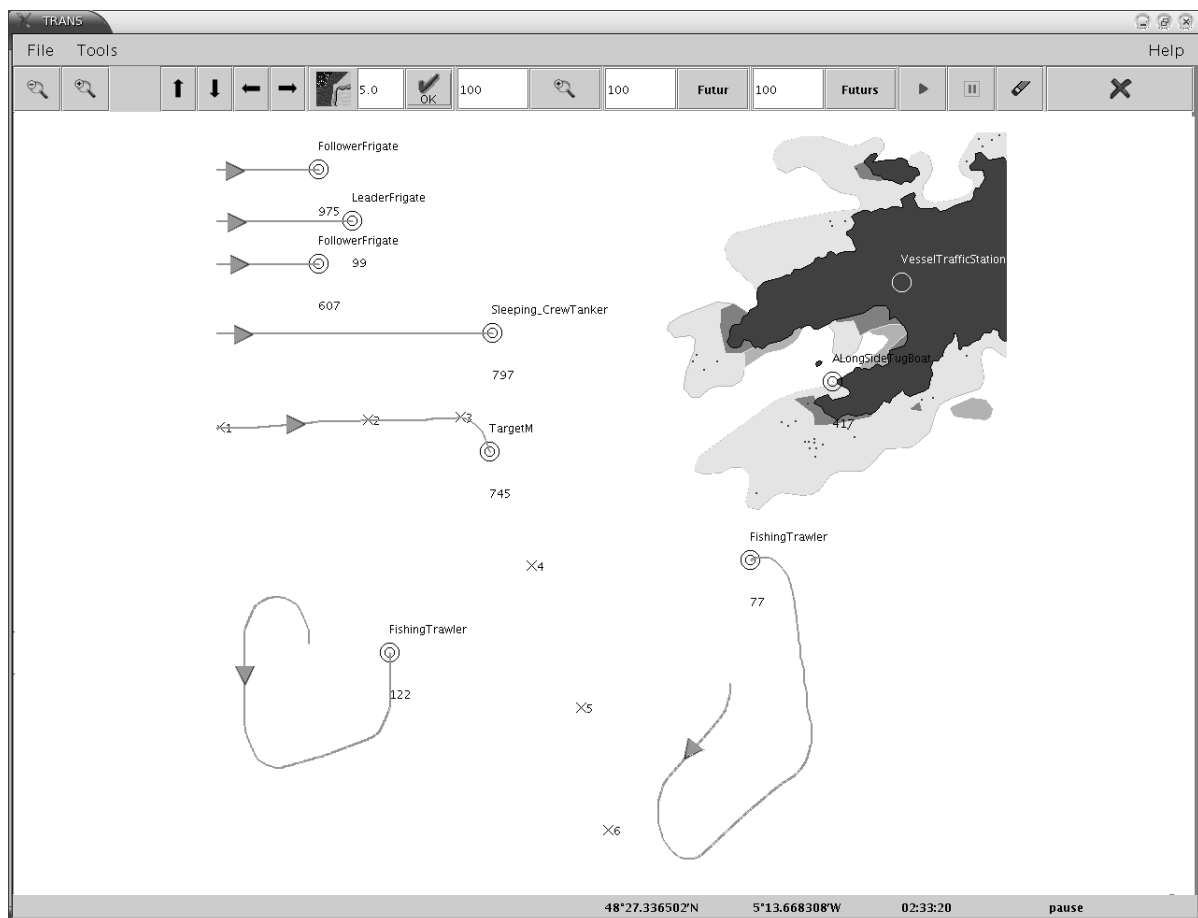 TRANS
File Tools Help
OK
5.0 100 100 Futur 100 Futurs
FollowerFrigate
975
LeaderFrigate
FollowerFrigate
99
607
VesselTrafficStation
Sleeping_CrewTanker
797
ALongSideTugBoat
417
1
2
3
TargetM
745
FishingTrawler
77
4
FishingTrawler
122
5
6
48°27.336502'N 5°13.668308'W 02:33:20 pause